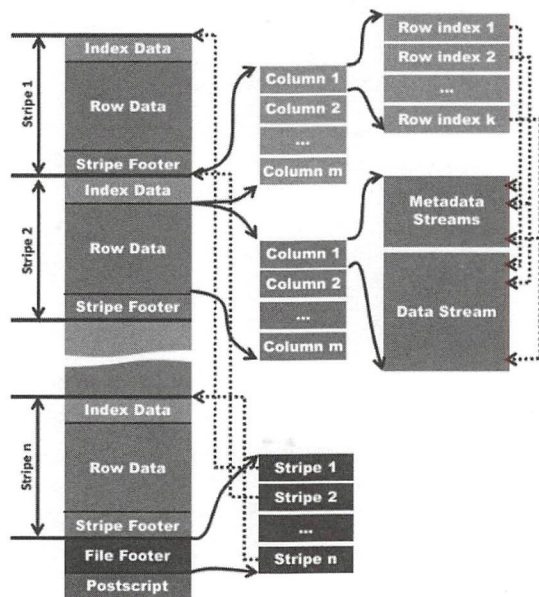 Stripe 1
Index Data
Row Data
Stripe Footer
Stripe 2
Index Data
Row Data
Stripe Footer
Stripe n
Index Data
Row Data
Stripe Footer
File Footer
Postscript
Column 1
Column 2
...
Column m
Column 1
Column 2
...
Column m
Stripe 1
Stripe 2
...
Stripe n
Row index 1
Row index 2
...
Row index k
Metadata
Streams
Data Stream